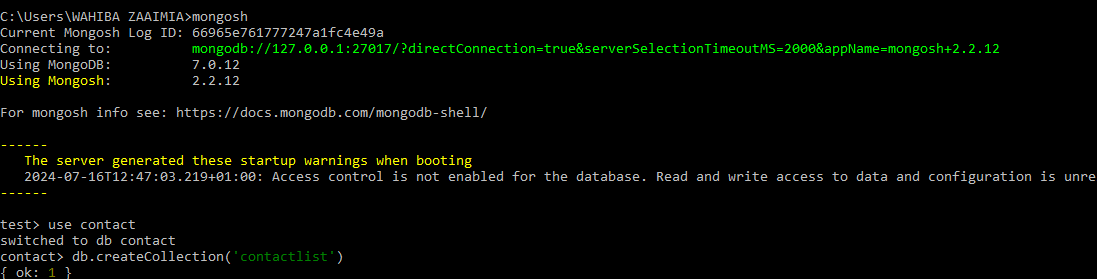 C:\Users\WAHIBA ZAAIMIA>mongosh
Current Mongosh Log ID: 66965e761777247a1fc4e49a
Connecting to:          mongodb://127.0.0.1:27017/?directConnection=true&serverSelectionTimeoutMS=2000&appName=mongosh+2.2.12
Using MongoDB:          7.0.12
Using Mongosh:          2.2.12
For mongosh info see: https://docs.mongodb.com/mongodb-shell/
------
   The server generated these startup warnings when booting
   2024-07-16T12:47:03.219+01:00: Access control is not enabled for the database. Read and write access to data and configuration is unre
------
test> use contact
switched to db contact
contact> db.createCollection('contactlist')
{ ok: 1 }